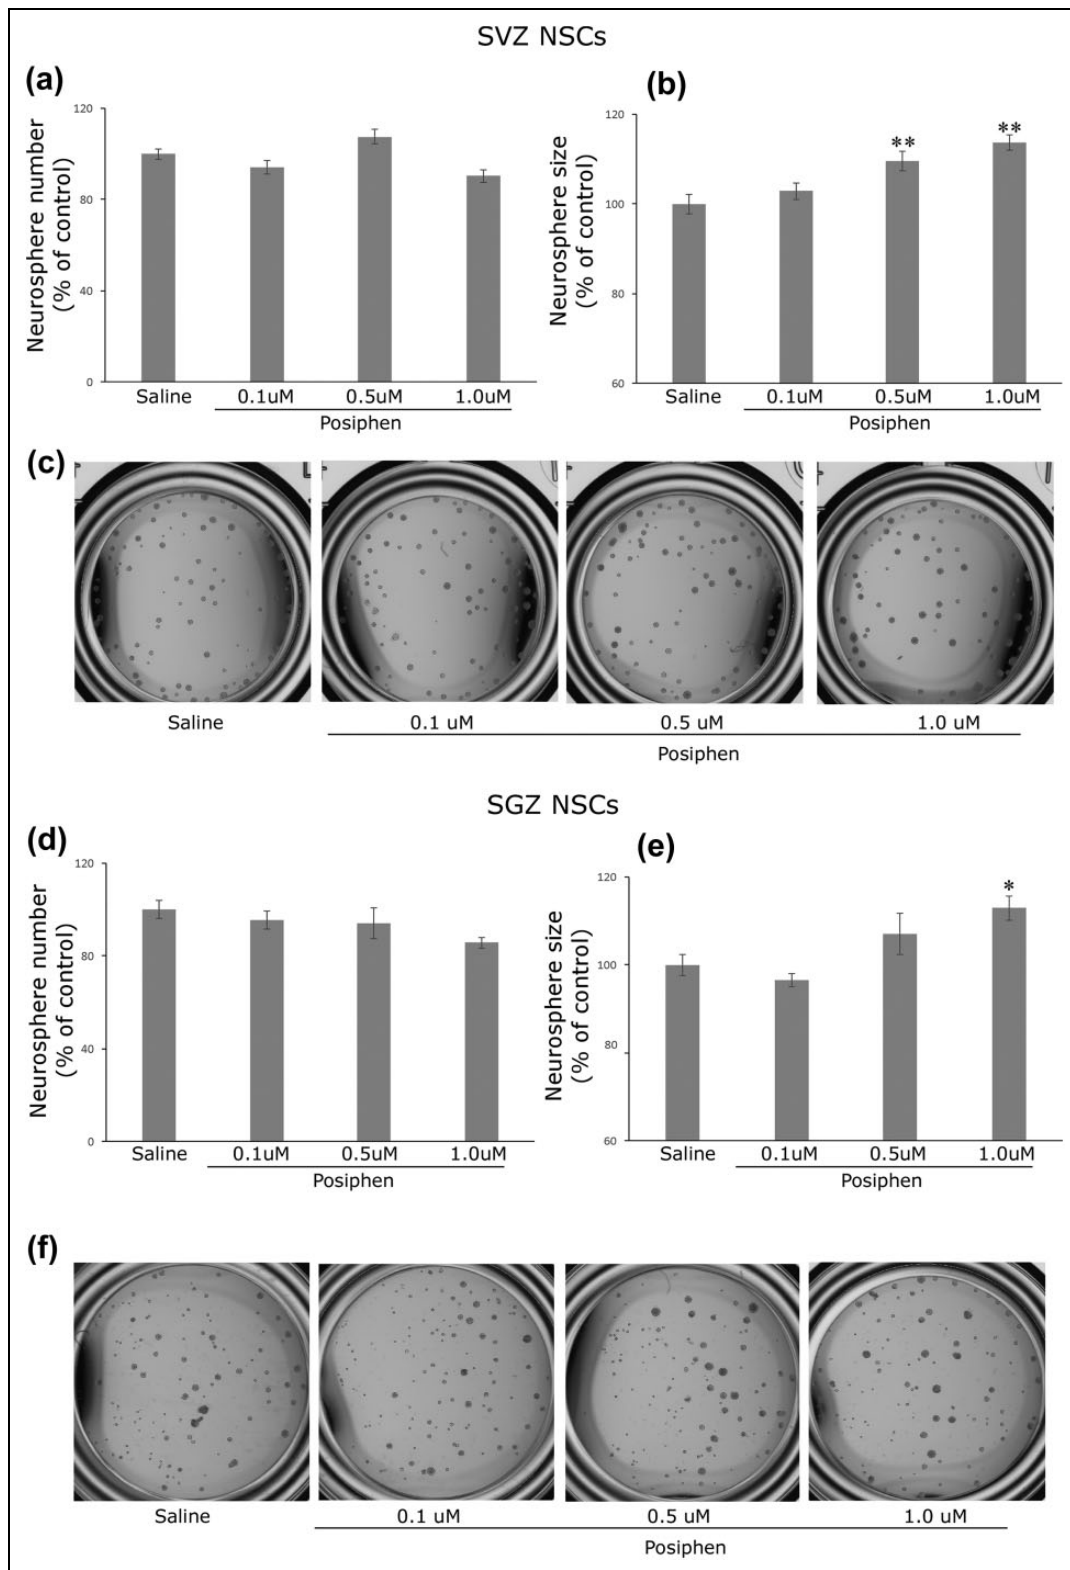 SVZ NSCs
(a)
Neurosphere number
(% of control)
120
80
40
0
Saline
0.1uM
0.5uM
1.0uM
Posiphen
(b)
Neurosphere size
(% of control)
120
100
80
60
**
**
Saline
0.1uM
0.5uM
1.0uM
Posiphen
(c)
Saline
0.1 uM
0.5 uM
1.0 uM
Posiphen
SGZ NSCs
(d)
Neurosphere number
(% of control)
120
80
40
0
Saline
0.1uM
0.5uM
1.0uM
Posiphen
(e)
Neurosphere size
(% of control)
120
100
80
60
*
Saline
0.1uM
0.5uM
1.0uM
Posiphen
(f)
Saline
0.1 uM
0.5 uM
1.0 uM
Posiphen